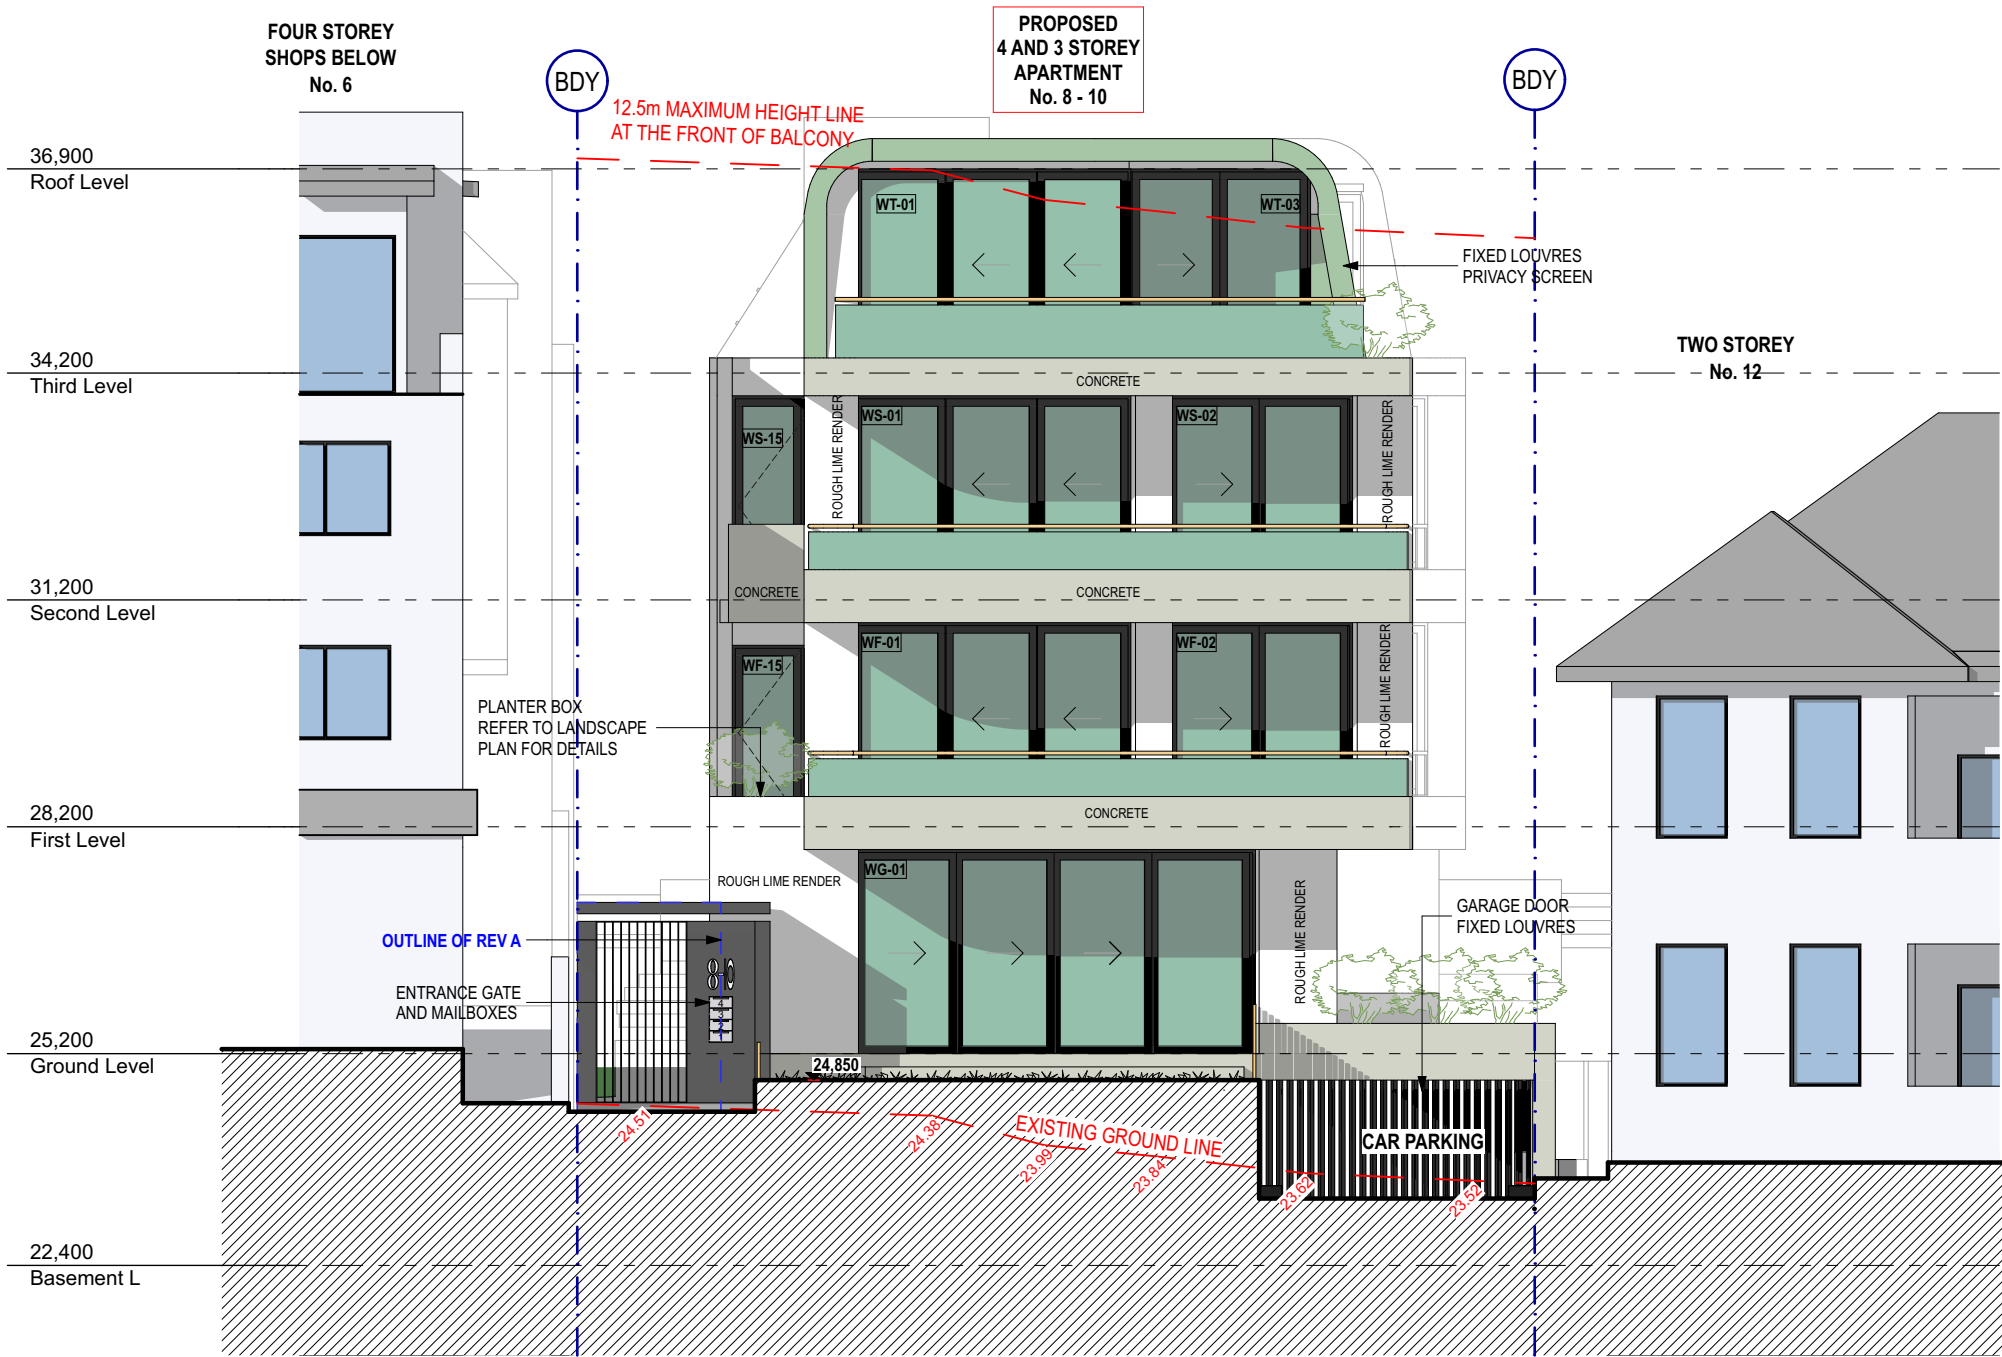 FOUR STOREY
SHOPS BELOW
No. 6
BDY
PROPOSED
4 AND 3 STOREY
APARTMENT
No. 8 - 10
BDY
12.5m MAXIMUM HEIGHT LINE
AT THE FRONT OF BALCONY
36,900
Roof Level
WT-01
WT-03
FIXED LOUVRES
PRIVACY SCREEN
TWO STOREY
No. 12
34,200
Third Level
CONCRETE
WS-15
ROUGH LIME RENDER
WS-01
WS-02
ROUGH LIME RENDER
31,200
Second Level
CONCRETE
CONCRETE
WF-15
WF-01
WF-02
ROUGH LIME RENDER
PLANTER BOX
REFER TO LANDSCAPE
PLAN FOR DETAILS
28,200
First Level
CONCRETE
ROUGH LIME RENDER
WG-01
ROUGH LIME RENDER
GARAGE DOOR
FIXED LOUVRES
OUTLINE OF REV A
8-10
ENTRANCE GATE
AND MAILBOXES
4
3
2
25,200
Ground Level
24,850
24.51
24.38
23.99
23.84
23.62
23.52
EXISTING GROUND LINE
CAR PARKING
22,400
Basement L